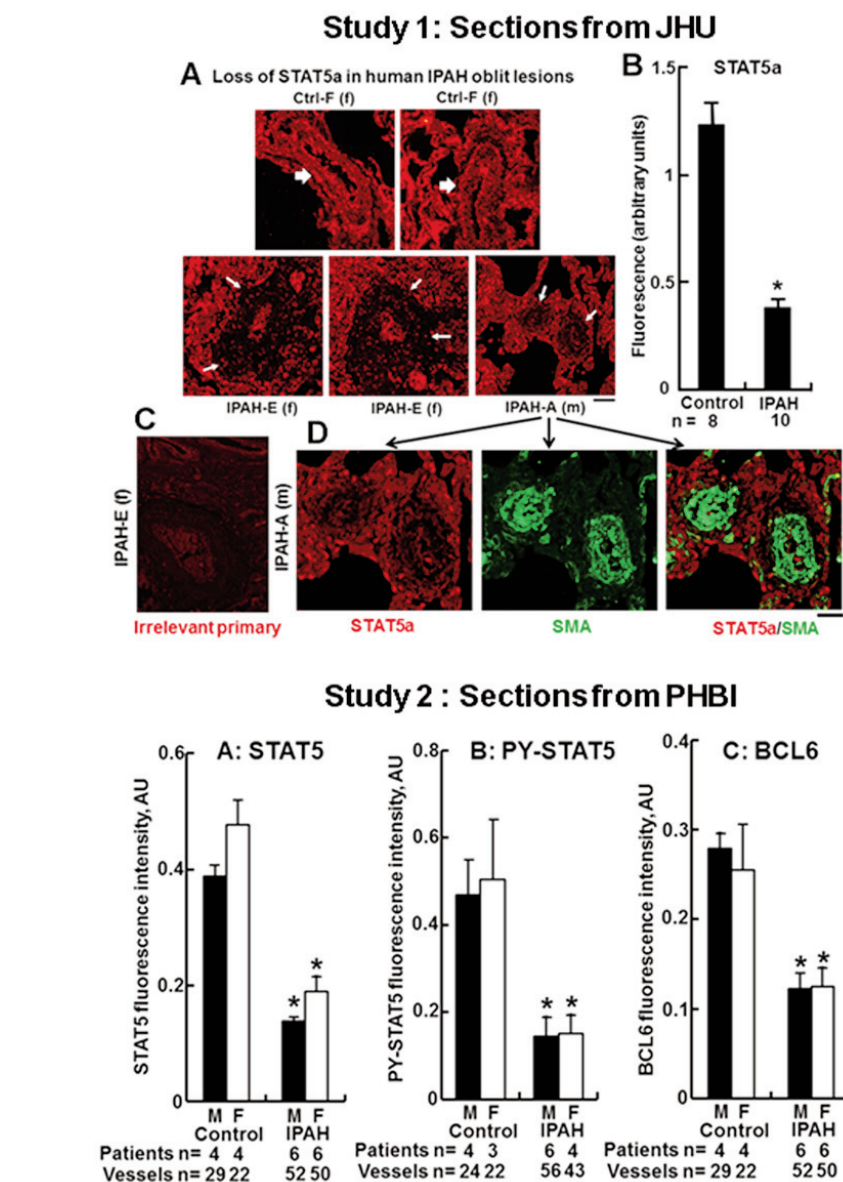 Study 1: Sections from JHU
A Loss of STAT5a in human IPAH oblit lesions
Ctrl-F (f) Ctrl-F (f)
IPAH-E (f) IPAH-E (f) IPAH-A (m)
B STAT5a
Fluorescence (arbitrary units)
1.5
1
0.5
0
*
Control IPAH
n = 8 10
C
IPAH-E (f)
Irrelevant primary
D
IPAH-A (m)
STAT5a SMA STAT5a/SMA
Study 2 : Sections from PHBI
A: STAT5
STAT5 fluorescence intensity, AU
0.6
0.4
0.2
0
* *
M F M F
Control IPAH
Patients n= 4 4 6 6
Vessels n= 29 22 52 50
B: PY-STAT5
PY-STAT5 fluorescence intensity, AU
0.8
0.6
0.4
0.2
0
* *
M F M F
Control IPAH
Patients n= 4 3 6 4
Vessels n= 24 22 56 43
C: BCL6
BCL6 fluorescence intensity, AU
0.4
0.3
0.2
0.1
0
* *
M F M F
Control IPAH
Patients n= 4 4 6 6
Vessels n= 29 22 52 50